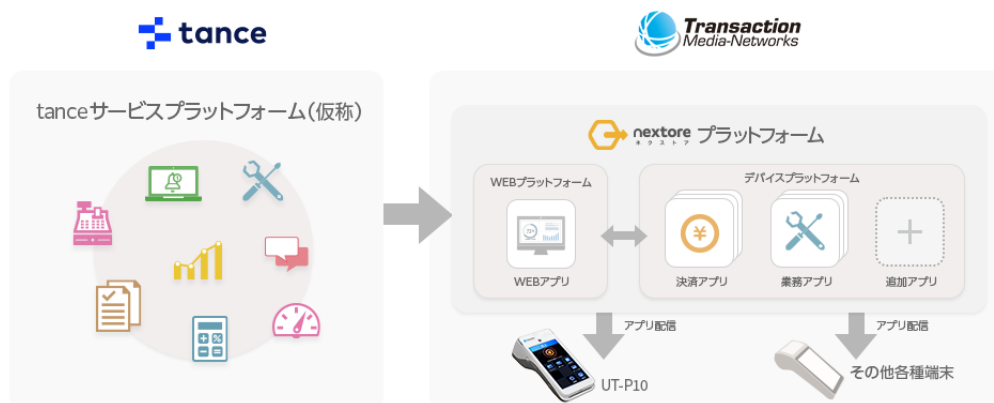 tance
Transaction
Media-Networks
tanceサービスプラットフォーム(仮称)
nextore プラットフォーム
ネクストア
WEBプラットフォーム
デバイスプラットフォーム
WEBアプリ
決済アプリ
業務アプリ
追加アプリ
アプリ配信
アプリ配信
UT-P10
その他各種端末